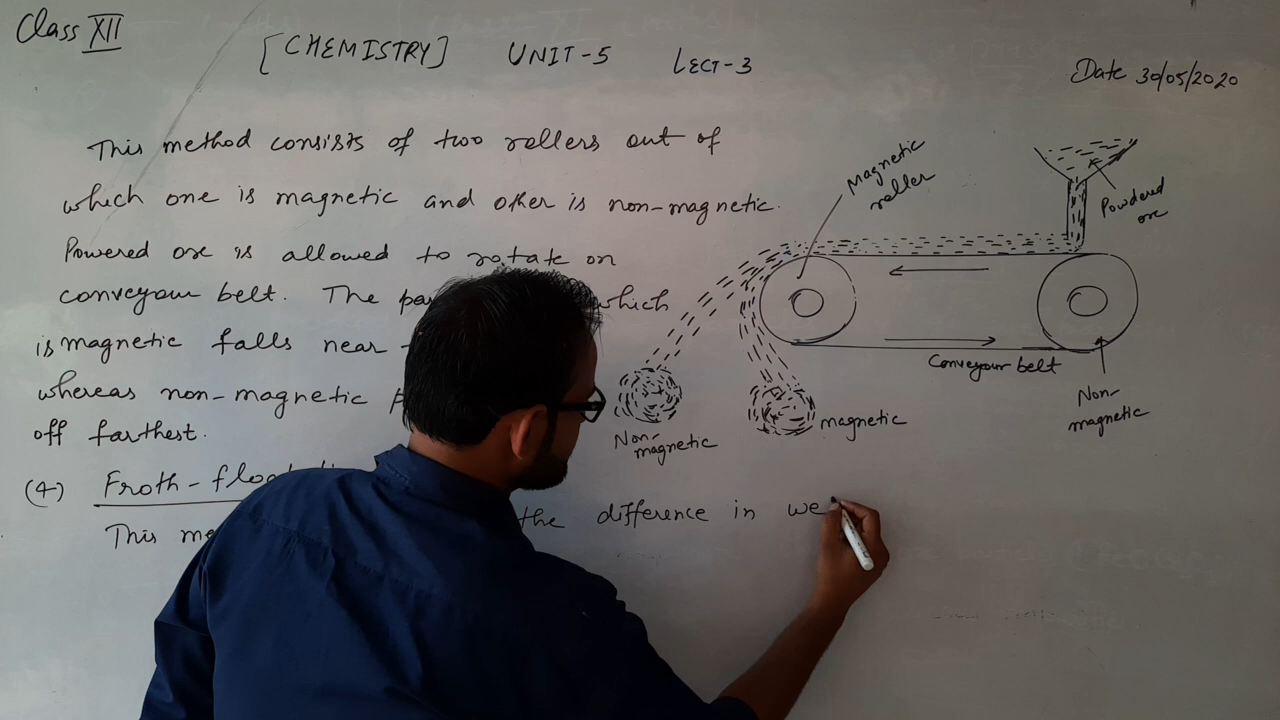 Class XII
[CHEMISTRY] UNIT-5 LECT-3
Date 30/05/2020
This method consists of two rollers out of
which one is magnetic and other is non-magnetic.
Powered ore is allowed to rotate on
conveyour belt. The which
is magnetic falls near
whereas non-magnetic
off farthest.
(4) Froth-
This the difference in
Magnetic
roller
Powdered
ore
Conveyour belt
Non-
magnetic
magnetic
Non-
magnetic